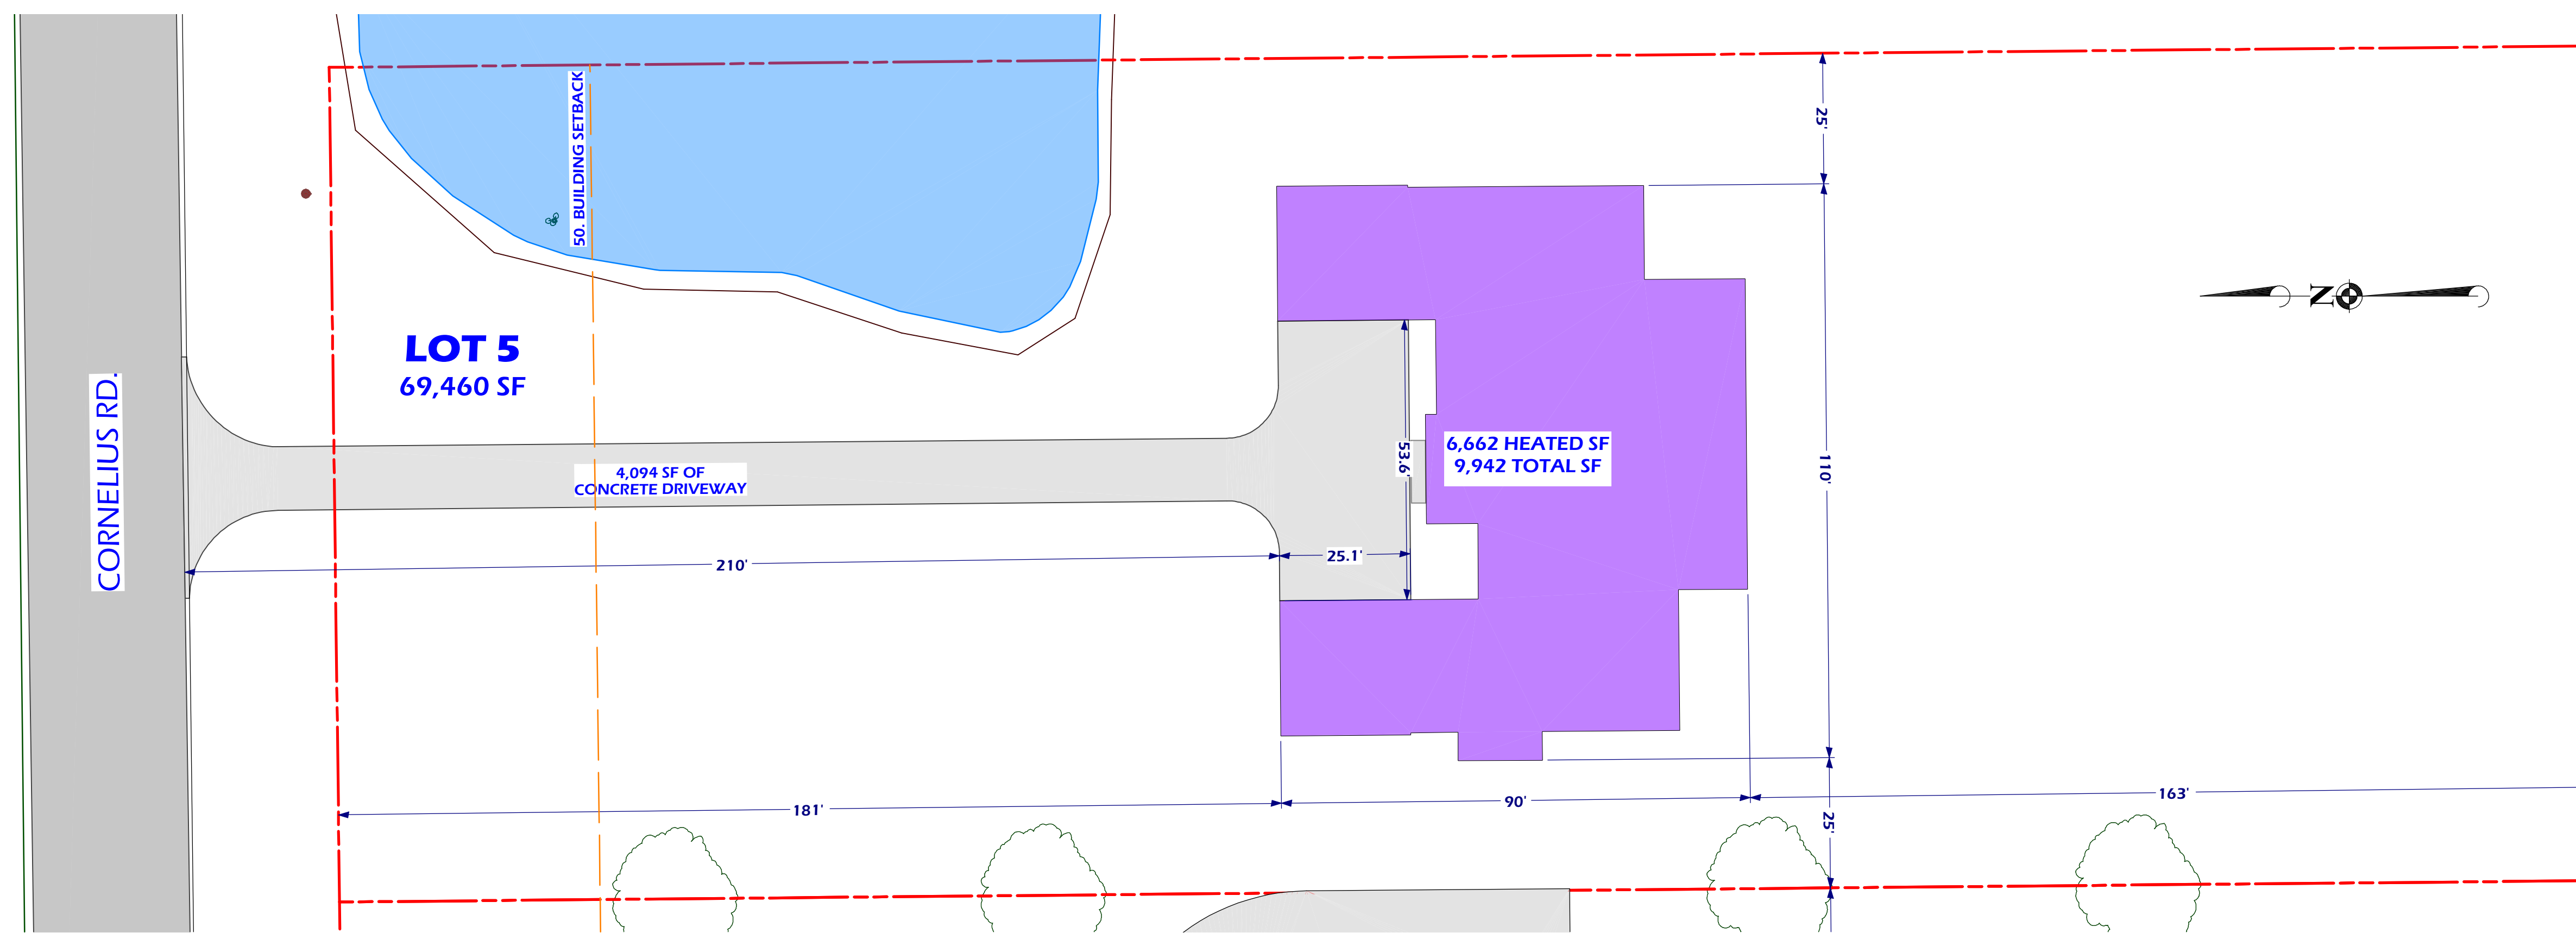 CORNELIUS RD.
50. BUILDING SETBACK
LOT 5
69,460 SF
4,094 SF OF
CONCRETE DRIVEWAY
210'
25.1'
53.6'
6,662 HEATED SF
9,942 TOTAL SF
25'
110'
25'
181'
90'
163'
N